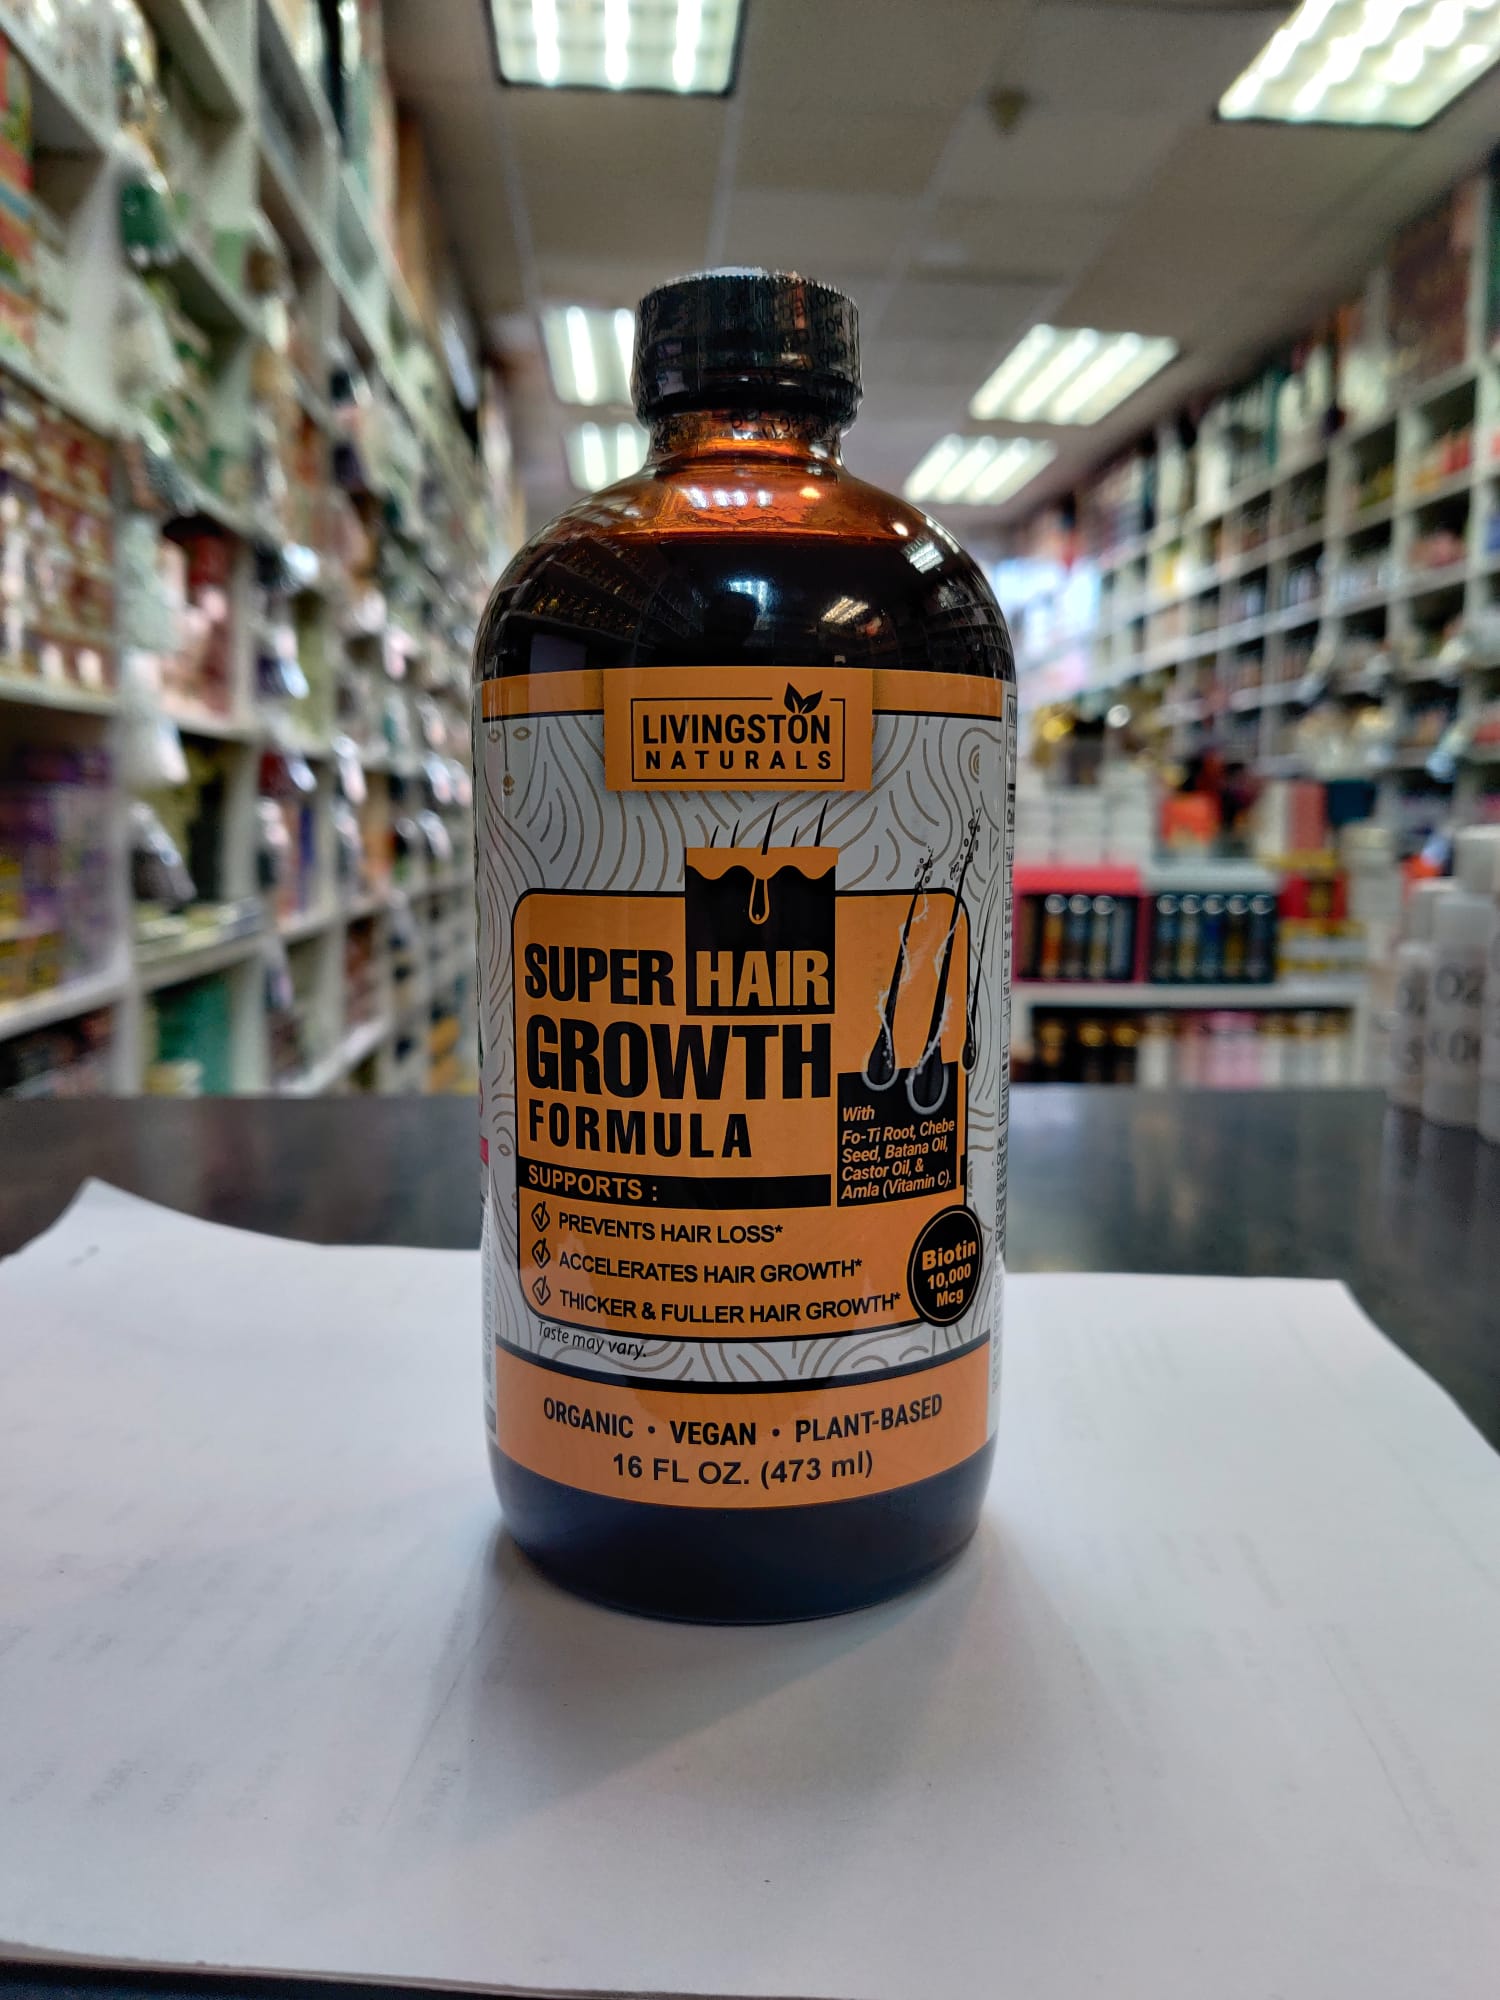 LIVINGSTON
NATURALS
SUPER HAIR
GROWTH
FORMULA
With
Fo-Ti Root, Chebe
Seed, Batana Oil,
Castor Oil, &
Amla (Vitamin C).
SUPPORTS :
PREVENTS HAIR LOSS*
ACCELERATES HAIR GROWTH*
THICKER & FULLER HAIR GROWTH*
Biotin
10,000
Mcg
Taste may vary.
ORGANIC • VEGAN • PLANT-BASED
16 FL OZ. (473 ml)